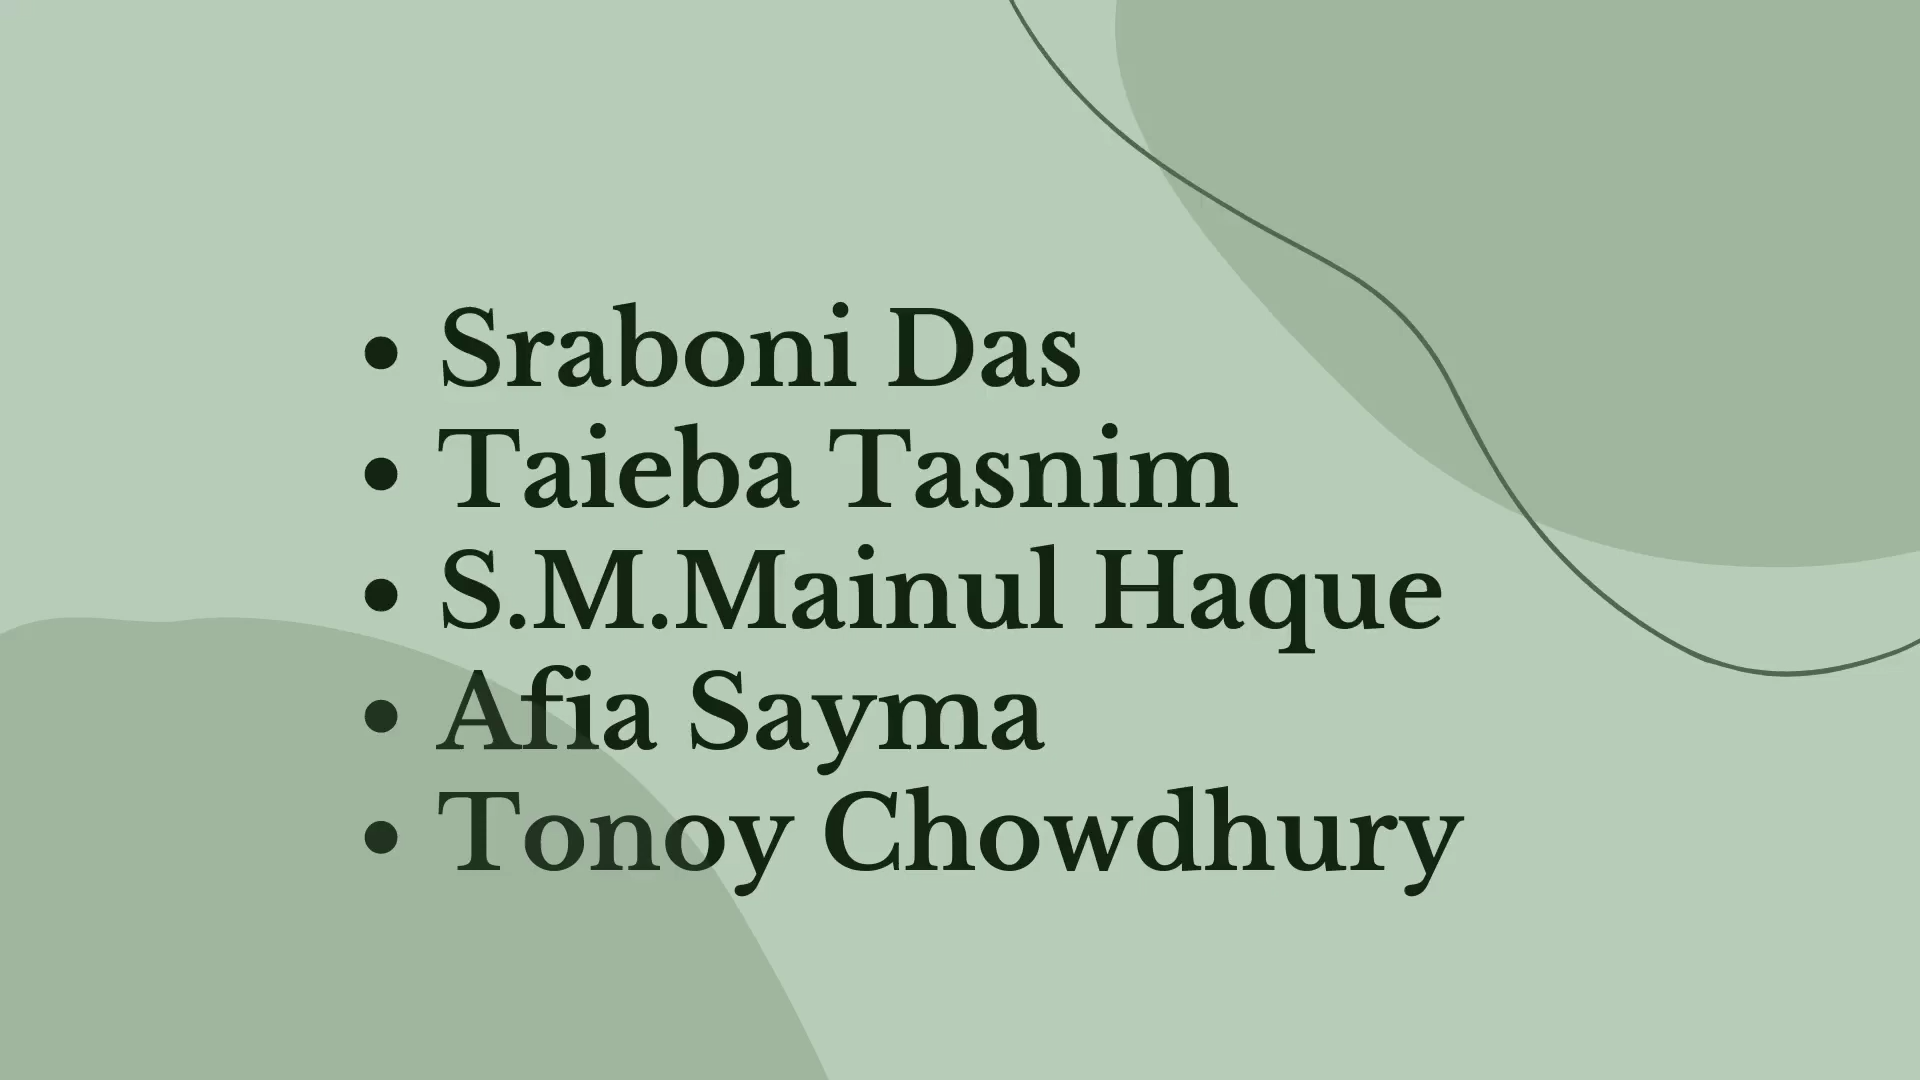 • Sraboni Das
• Taieba Tasnim
• S.M.Mainul Haque
• Afia Sayma
• Tonoy Chowdhury